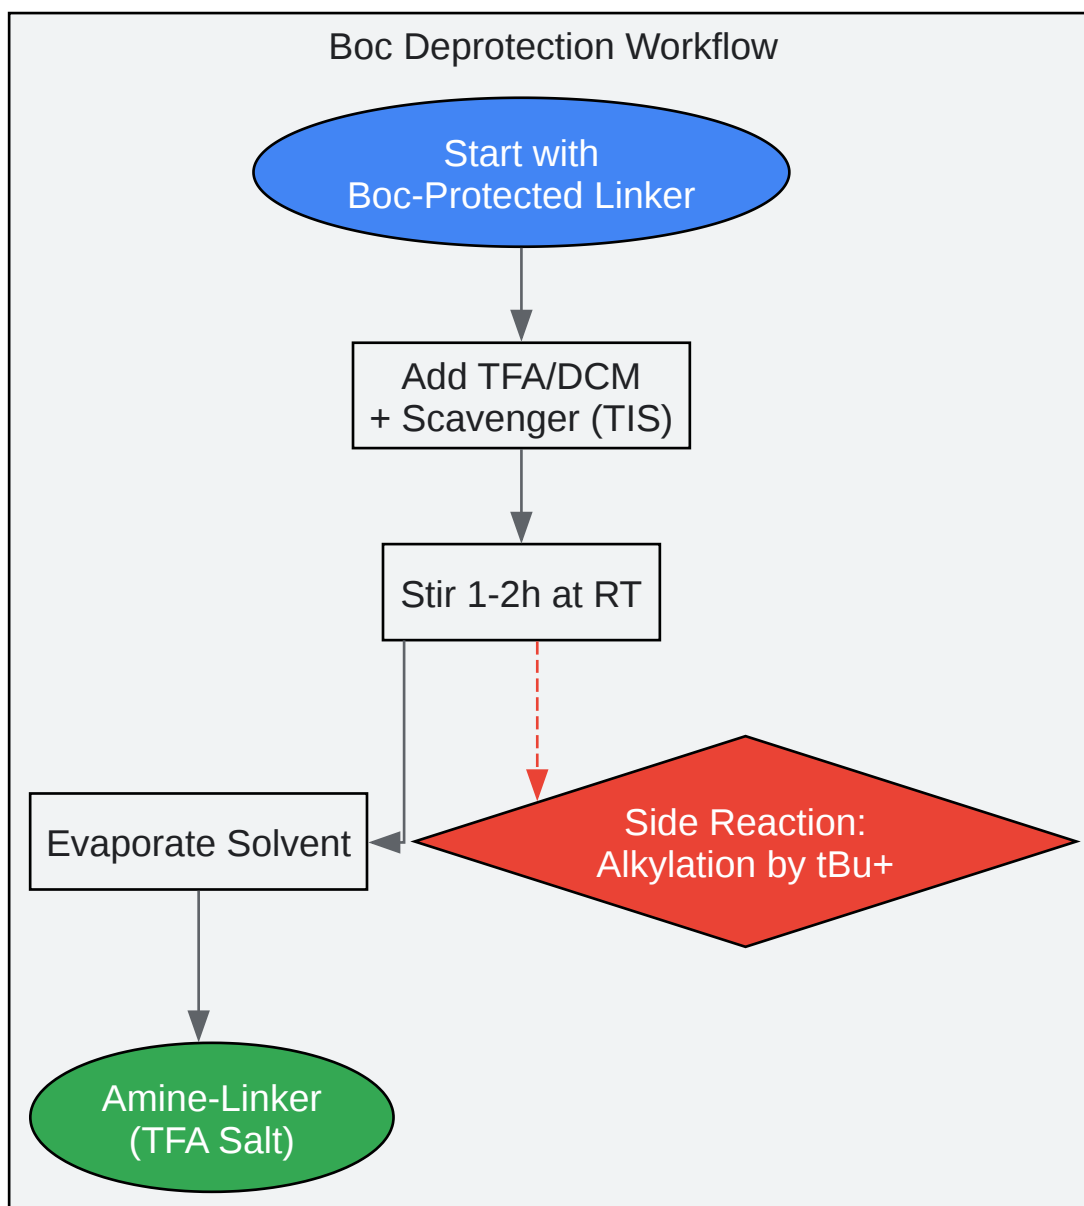 Boc Deprotection Workflow
Start with
Boc-Protected Linker
Add TFA/DCM
+ Scavenger (TIS)
Stir 1-2h at RT
Evaporate Solvent
Side Reaction:
Alkylation by tBu+
Amine-Linker
(TFA Salt)